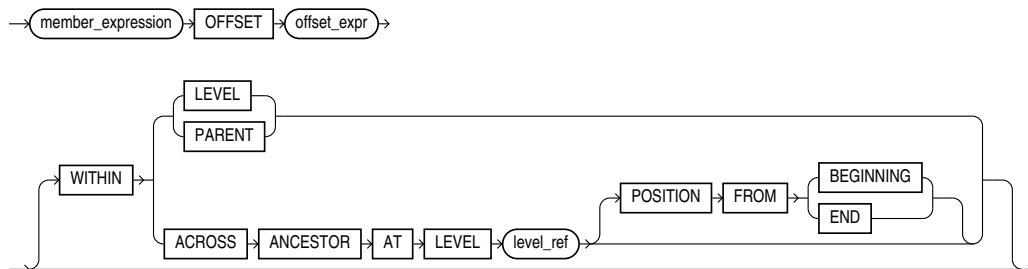 member_expression OFFSET offset_expr
LEVEL
PARENT
WITHIN
POSITION FROM BEGINNING
END
ACROSS ANCESTOR AT LEVEL level_ref